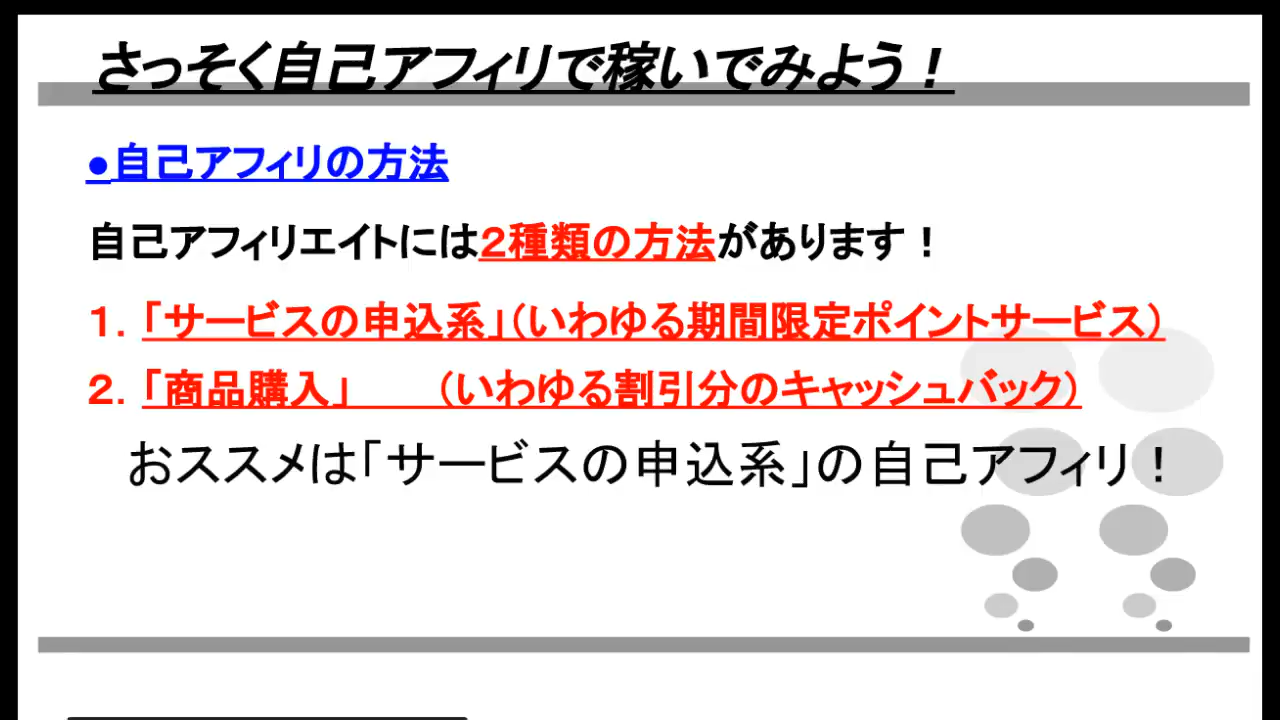 さっそく自己アフィリで稼いでみよう！
●自己アフィリの方法
自己アフィリエイトには２種類の方法があります！
１．「サービスの申込系」（いわゆる期間限定ポイントサービス）
２．「商品購入」　　（いわゆる割引分のキャッシュバック）
おススメは「サービスの申込系」の自己アフィリ！